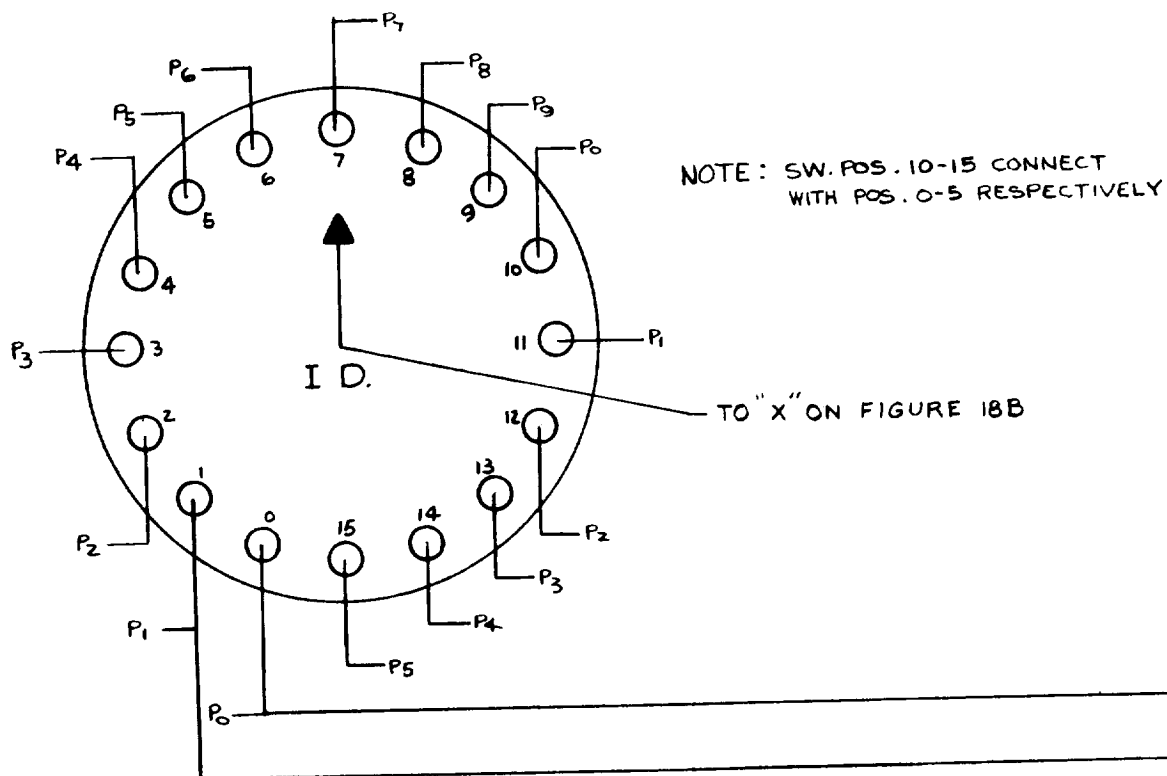 P7
P6
P8
P5
P9
P4
P0
7
6
8
5
9
4
10
NOTE: SW. POS. 10-15 CONNECT
WITH POS. 0-5 RESPECTIVELY
P3
3
11
P1
I D.
2
12
TO "X" ON FIGURE 18B
1
13
0
15
14
P2
P2
P3
P1
P4
P5
P0